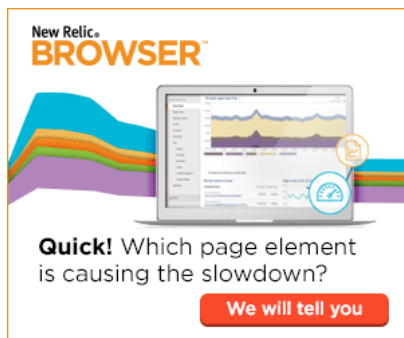 New Relic®
BROWSER™
Quick! Which page element
is causing the slowdown?
We will tell you